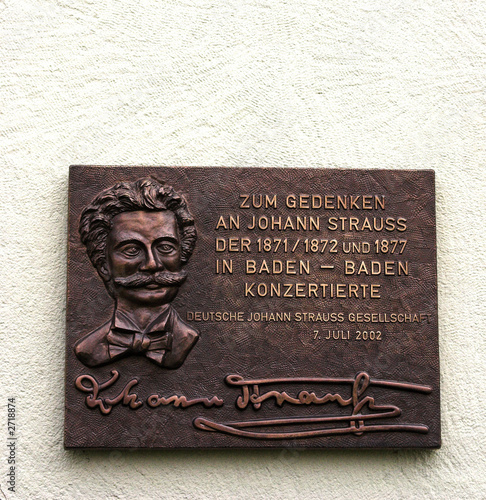 ZUM GEDENKEN
AN JOHANN STRAUSS
DER 1871/1872 UND 1877
IN BADEN – BADEN
KONZERTIERTE
DEUTSCHE JOHANN STRAUSS GESELLSCHAFT
7. JULI 2002
Johann Strauss
© 2718874